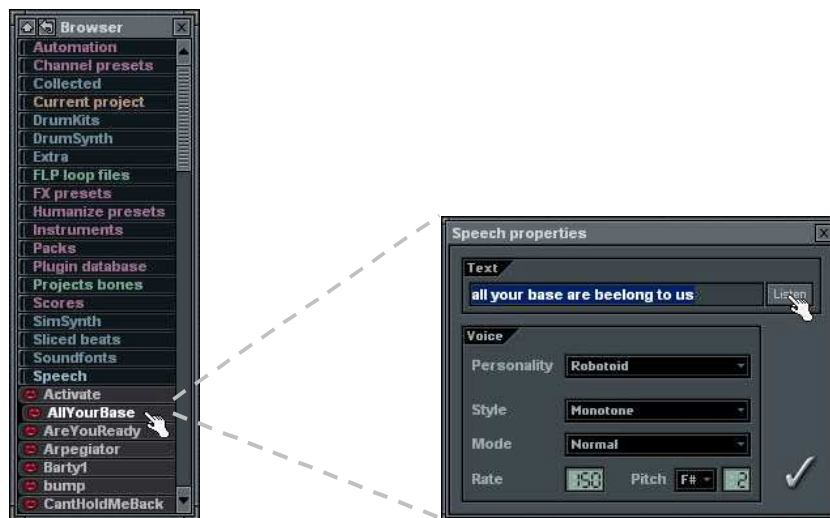 Browser
Automation
Channel presets
Collected
Current project
DrumKits
DrumSynth
Extra
FLP loop files
FX presets
Humanize presets
Instruments
Packs
Plugin database
Projects bones
Scores
SimSynth
Sliced beats
Soundfonts
Speech
Activate
AllYourBase
AreYouReady
Arpegiator
Barty1
bump
CantHoldMeBack
Speech properties
Text
all your base are beelong to us
Listen
Voice
Personality Robotoid
Style Monotone
Mode Normal
Rate 150 Pitch F# 2